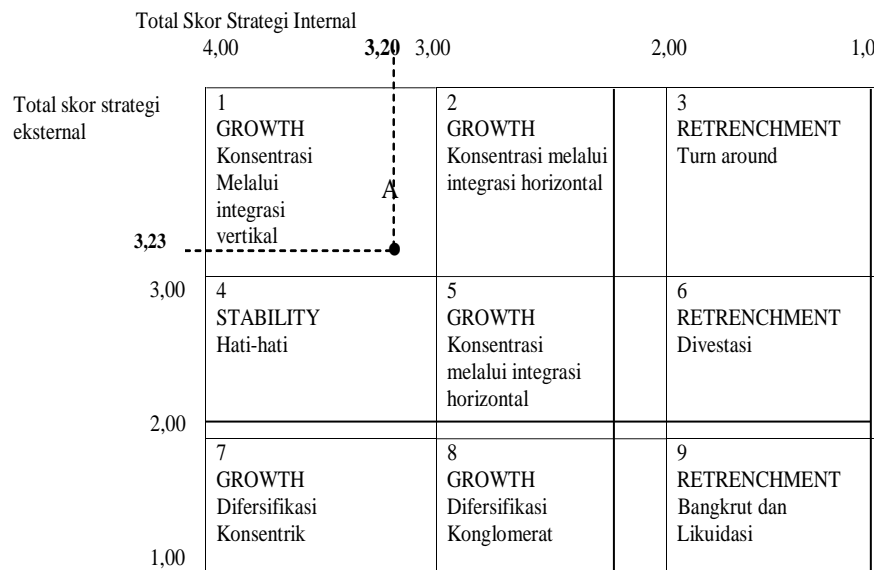 Total Skor Strategi Internal
4,00 3,20 3,00 2,00 1,0
Total skor strategi
eksternal
1
GROWTH
Konsentrasi
Melalui
integrasi
vertikal
A
2
GROWTH
Konsentrasi melalui
integrasi horizontal
3
RETRENCHMENT
Turn around
3,23
3,00
4
STABILITY
Hati-hati
5
GROWTH
Konsentrasi
melalui integrasi
horizontal
6
RETRENCHMENT
Divestasi
2,00
7
GROWTH
Difersifikasi
Konsentrik
8
GROWTH
Difersifikasi
Konglomerat
9
RETRENCHMENT
Bangkrut dan
Likuidasi
1,00